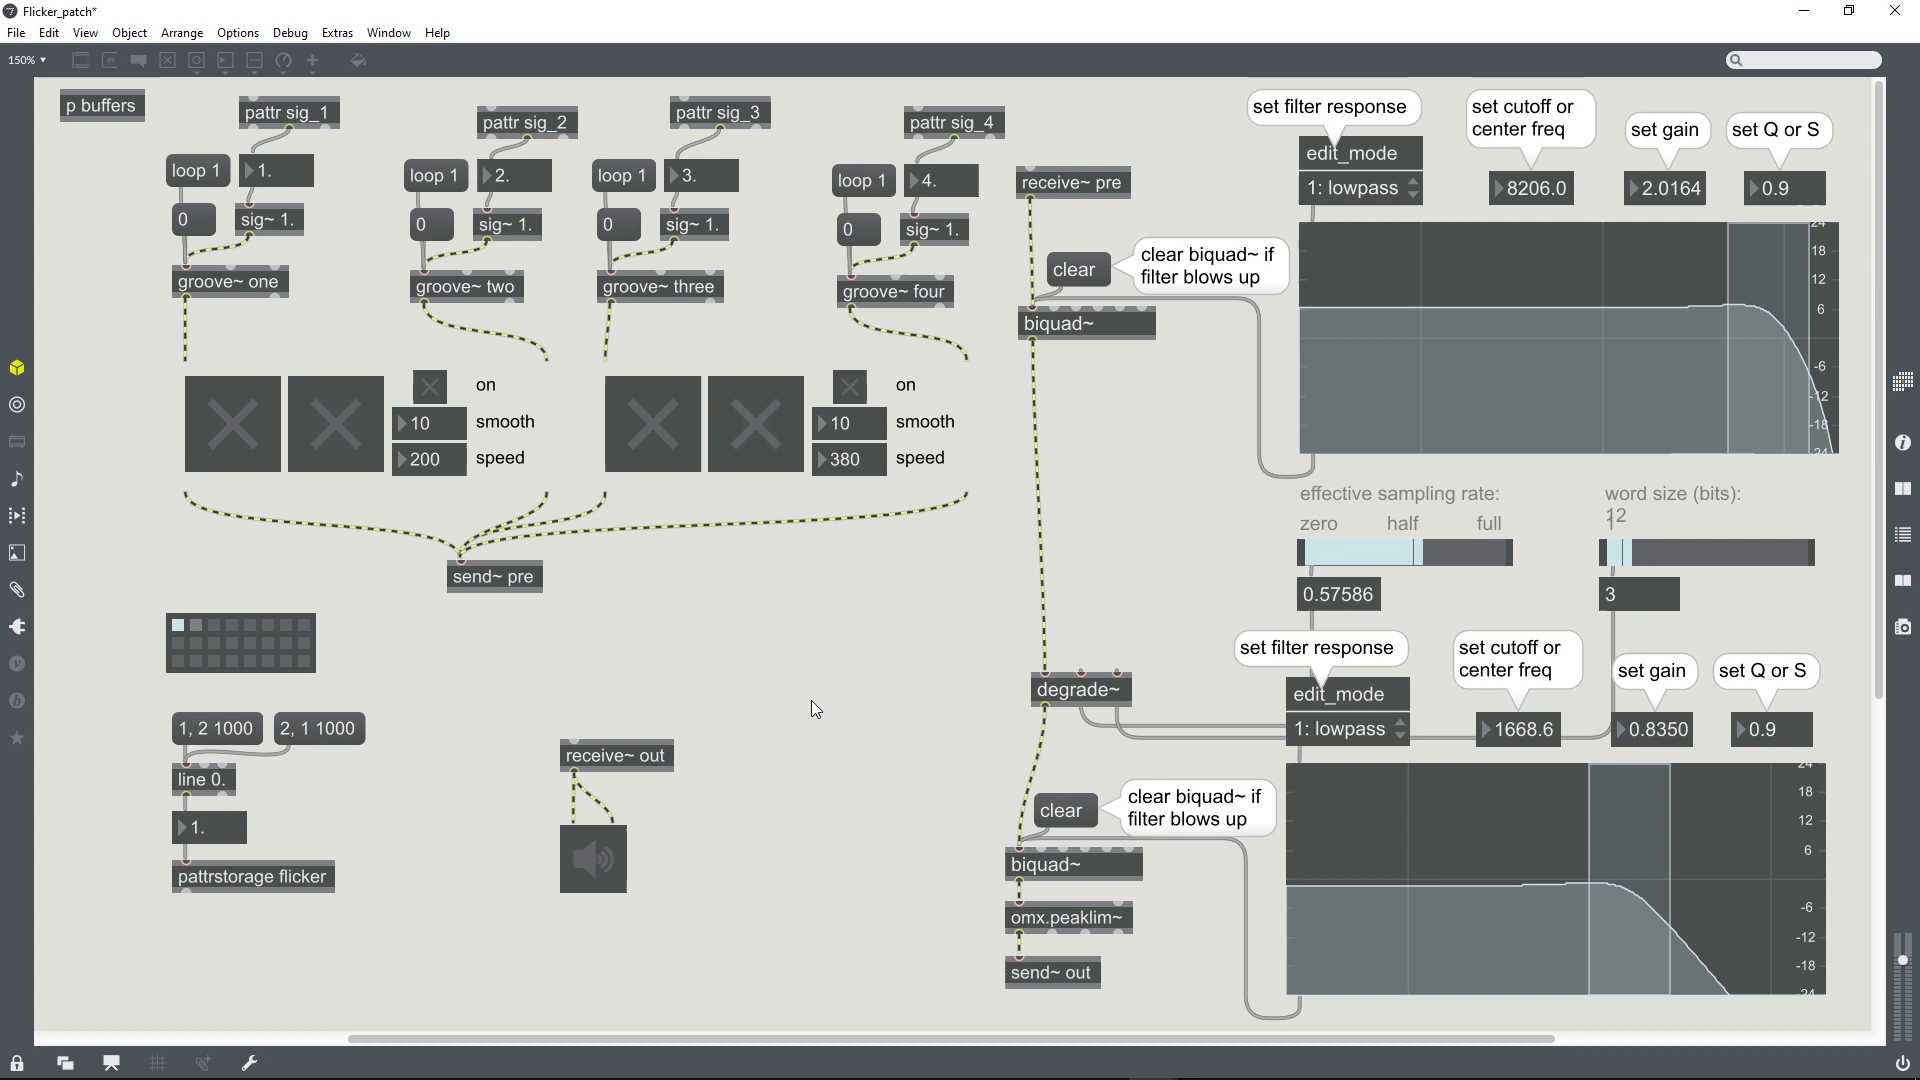 Flicker_patch*
File Edit View Object Arrange Options Debug Extras Window Help
150%
p buffers
pattr sig_1
pattr sig_2
pattr sig_3
pattr sig_4
loop 1
1.
loop 1
2.
loop 1
3.
loop 1
4.
0
sig~ 1.
0
sig~ 1.
0
sig~ 1.
0
sig~ 1.
groove~ one
groove~ two
groove~ three
groove~ four
on
10
smooth
200
speed
on
10
smooth
380
speed
send~ pre
1, 2 1000
2, 1 1000
line 0.
1.
pattrstorage flicker
receive~ out
receive~ pre
clear
clear biquad~ if
filter blows up
biquad~
degrade~
clear
clear biquad~ if
filter blows up
biquad~
omx.peaklim~
send~ out
set filter response
set cutoff or
center freq
set gain
set Q or S
edit_mode
1: lowpass
8206.0
2.0164
0.9
24
18
12
6
-6
-12
-18
-24
effective sampling rate:
zero half full
0.57586
word size (bits):
1
12
3
set filter response
set cutoff or
center freq
set gain
set Q or S
edit_mode
1: lowpass
1668.6
0.8350
0.9
24
18
12
6
-6
-12
-18
-24